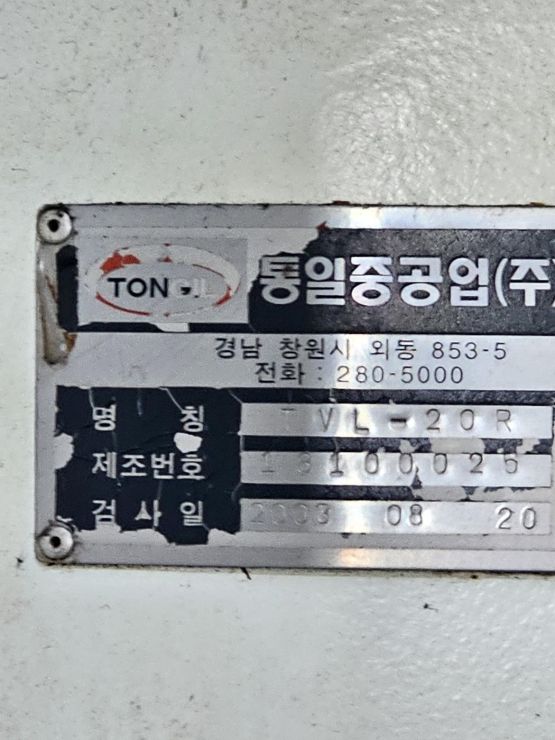 통일중공업(주)
경남 창원시 외동 853-5
전화 : 280-5000
명 칭 TVL-20R
제조번호
검사일 2003 08 20